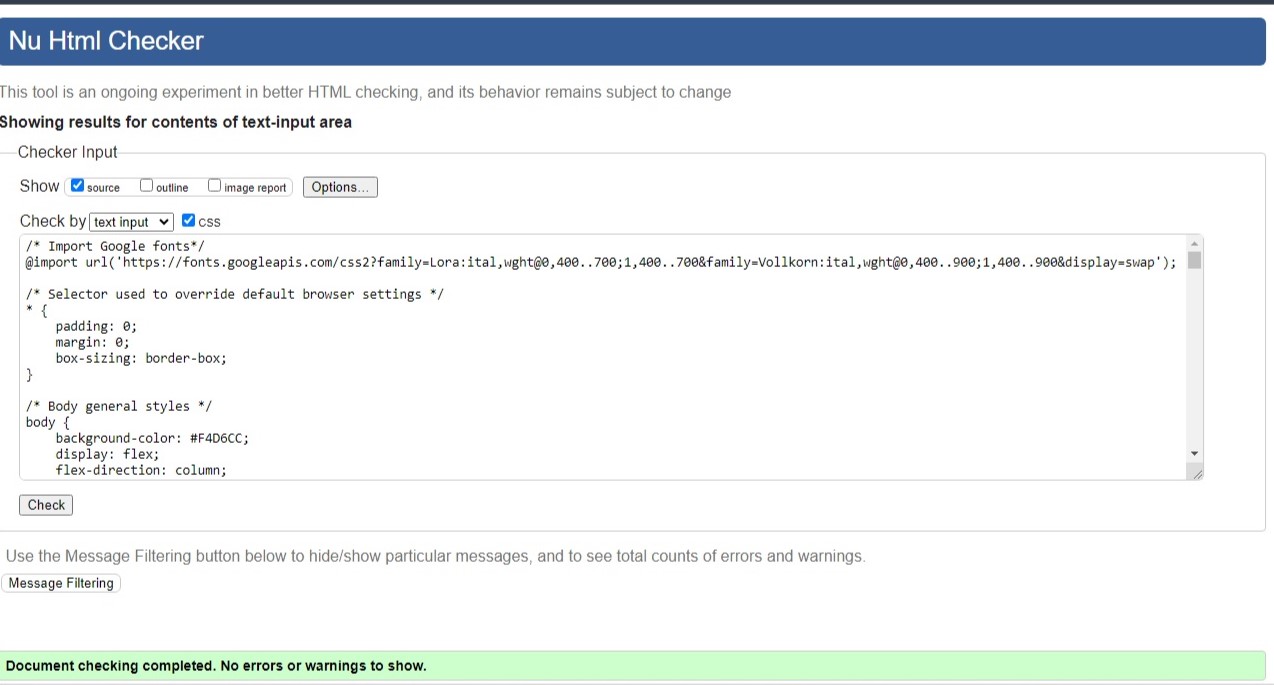 Nu Html Checker
This tool is an ongoing experiment in better HTML checking, and its behavior remains subject to change
Showing results for contents of text-input area
Checker Input
Show source outline image report Options...
Check by text input css
/* Import Google fonts*/
@import url('https://fonts.googleapis.com/css2?family=Lora:ital,wght@0,400..700;1,400..700&family=Vollkorn:ital,wght@0,400..900;1,400..900&display=swap');
/* Selector used to override default browser settings */
* {
padding: 0;
margin: 0;
box-sizing: border-box;
}
/* Body general styles */
body {
background-color: #F4D6CC;
display: flex;
flex-direction: column;
Check
Use the Message Filtering button below to hide/show particular messages, and to see total counts of errors and warnings.
Message Filtering
Document checking completed. No errors or warnings to show.